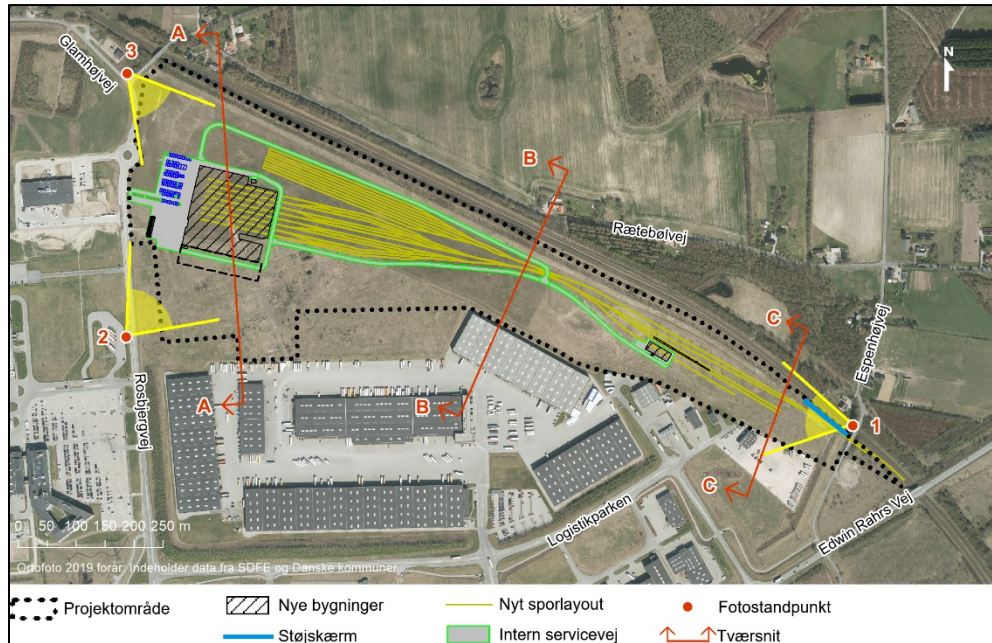 Glamhøjvej
3
A
N
B
Rætebølvej
C
Espenhøjvej
2
Rosbjergvej
A
B
1
C
Logistikparken
Edwin Rahrs Vej
0 50 100 150 200 250 m
Ortofoto 2019 forår: Indeholder data fra SDFE og Danske kommuner
Projektområde
Nye bygninger
Nyt sporlayout
Fotostandpunkt
Støjskærm
Intern servicevej
Tværsnit